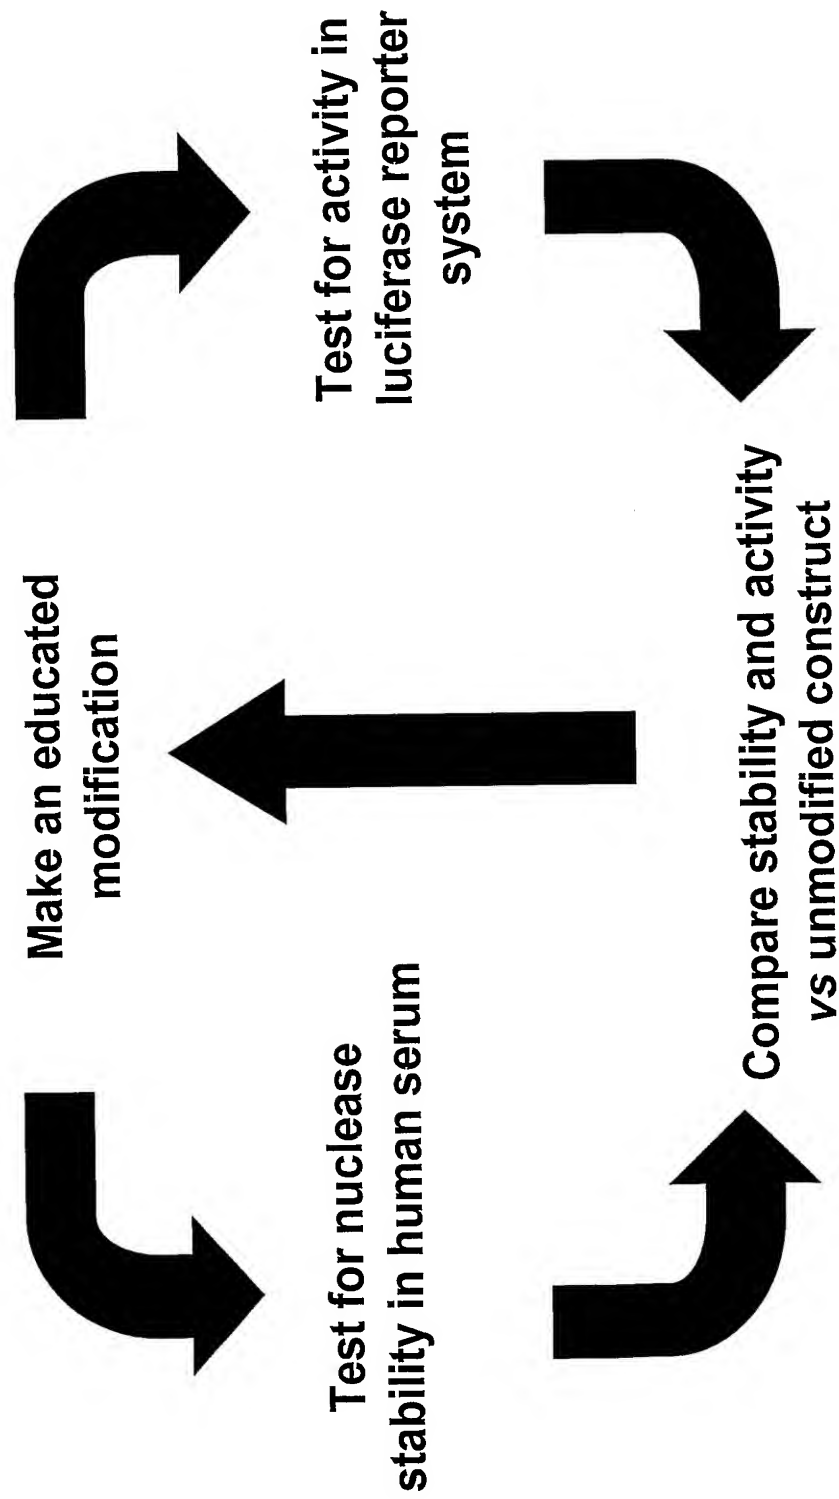 Make an educated
modification
Test for nuclease
stability in human serum
Test for activity in
luciferase reporter
system
Compare stability and activity
vs unmodified construct